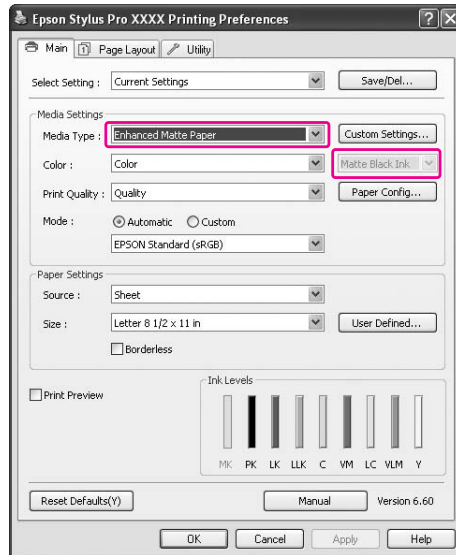 Epson Stylus Pro XXXX Printing Preferences
Main Page Layout Utility
Select Setting : Current Settings Save/Del...
Media Settings
Media Type : Enhanced Matte Paper Custom Settings...
Color : Color Matte Black Ink
Print Quality : Quality Paper Config...
Mode : Automatic Custom
EPSON Standard (sRGB)
Paper Settings
Source : Sheet
Size : Letter 8 1/2 x 11 in User Defined...
Borderless
Print Preview
Ink Levels
MK PK LK LLK C VM LC VLM Y
Reset Defaults(Y) Manual Version 6.60
OK Cancel Apply Help